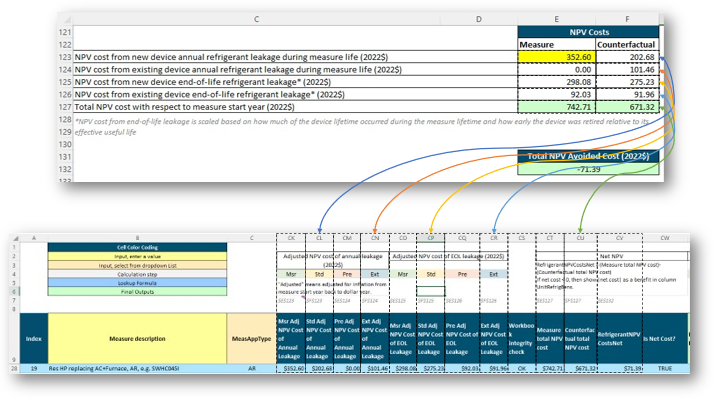 C D E F
121 NPV Costs
122 Measure Counterfactual
123 NPV cost from new device annual refrigerant leakage during measure life (2022$) 352.60 202.68
124 NPV cost from existing device annual refrigerant leakage during measure life (2022$) 0.00 101.46
125 NPV cost from new device end-of-life refrigerant leakage* (2022$) 298.08 275.23
126 NPV cost from existing device end-of-life refrigerant leakage* (2022$) 92.03 91.96
127 Total NPV cost with respect to measure start year (2022$) 742.71 671.32
128 *NPV cost from end-of-life leakage is scaled based on how much of the device lifetime occurred during the measure lifetime and how early the device was retired relative to its
129 effective useful life
130
131 Total NPV Avoided Cost (2022$)
132 -71.39
133
A B C CK CL CM CN CO CP CQ CR CS CT CU CV CW
1 Cell Color Coding
2 Input, enter a value Adjusted NPV cost of annual leakage Adjusted NPV cost of EOL leakage (2022$) Net NPV
3 Input, select from dropdown List (2022$) RefrigerantNPVCostsNet = (Measure total NPV cost)-
4 Calculation step Msr Std Pre Ext Msr Std Pre Ext (Counterfactual total NPV cost)
5 Lookup Formula "Adjusted" means adjusted for inflation from If net cost < 0, then show net cost) as a benefit in column
6 Final Outputs measure start year back to dollar year. UnitRefrigBens.
7
8
9 Index Measure description MeasAppType Msr Adj NPV Cost of Annual Leakage Std Adj NPV Cost of Annual Leakage Pre Adj NPV Cost of Annual Leakage Ext Adj NPV Cost of Annual Leakage Msr Adj NPV Cost of EOL Leakage Std Adj NPV Cost of EOL Leakage Pre Adj NPV Cost of EOL Leakage Ext Adj NPV Cost of EOL Leakage Workboo k Integrity check Measure total NPV cost Counterfac tual total NPV cost RefrigerantNPV CostsNet Is Net Cost?
28 19 Res HP replacing AC+Furnace, AR, e.g. SWHC045I AR $352.60 $202.68 $0.00 $101.46 $298.08 $275.23 $92.03 $91.96 OK $742.71 $671.32 $71.39 TRUE